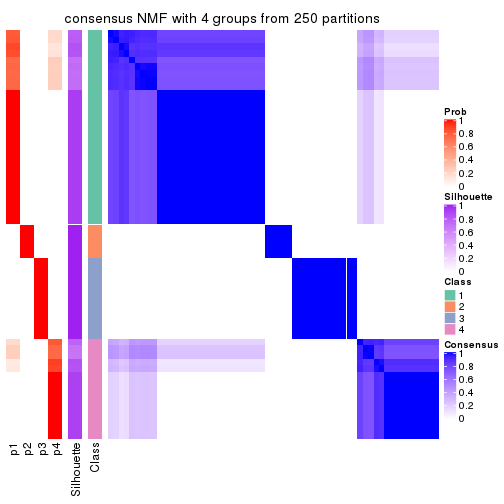 consensus NMF with 4 groups from 250 partitions
Prob
1
0.8
0.6
0.4
0.2
0
Silhouette
1
0.8
0.6
0.4
0.2
0
Class
1
2
3
4
Consensus
1
0.8
0.6
0.4
0.2
0
p1
p2
p3
p4
Silhouette
Class